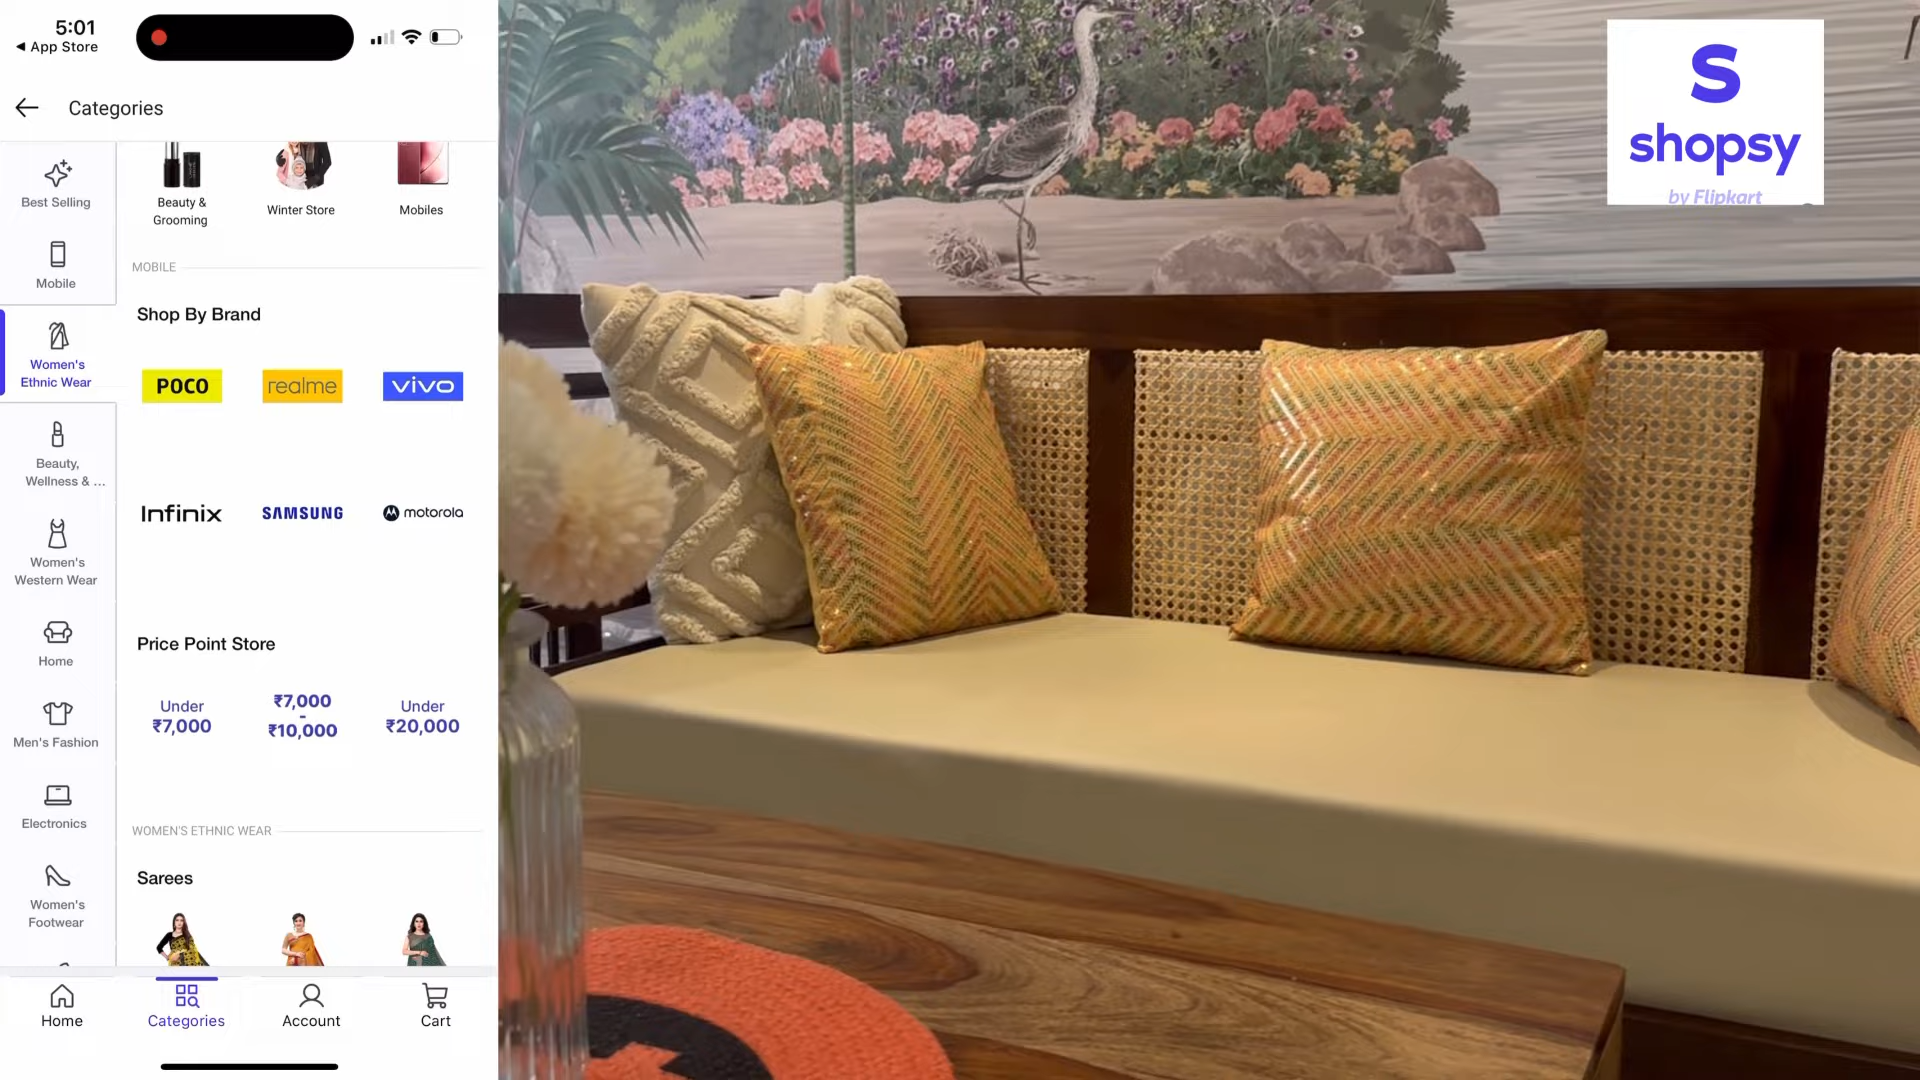 5:01
App Store
Categories
Best Selling
Mobile
Women's
Ethnic Wear
Beauty,
Wellness & ...
Women's
Western Wear
Home
Men's Fashion
Electronics
Women's
Footwear
Beauty &
Grooming
Winter Store
Mobiles
MOBILE
Shop By Brand
POCO
realme
vivo
Infinix
SAMSUNG
motorola
Price Point Store
Under
₹7,000
₹7,000
-
₹10,000
Under
₹20,000
WOMEN'S ETHNIC WEAR
Sarees
Home
Categories
Account
Cart
S
shopsy
by Flipkart